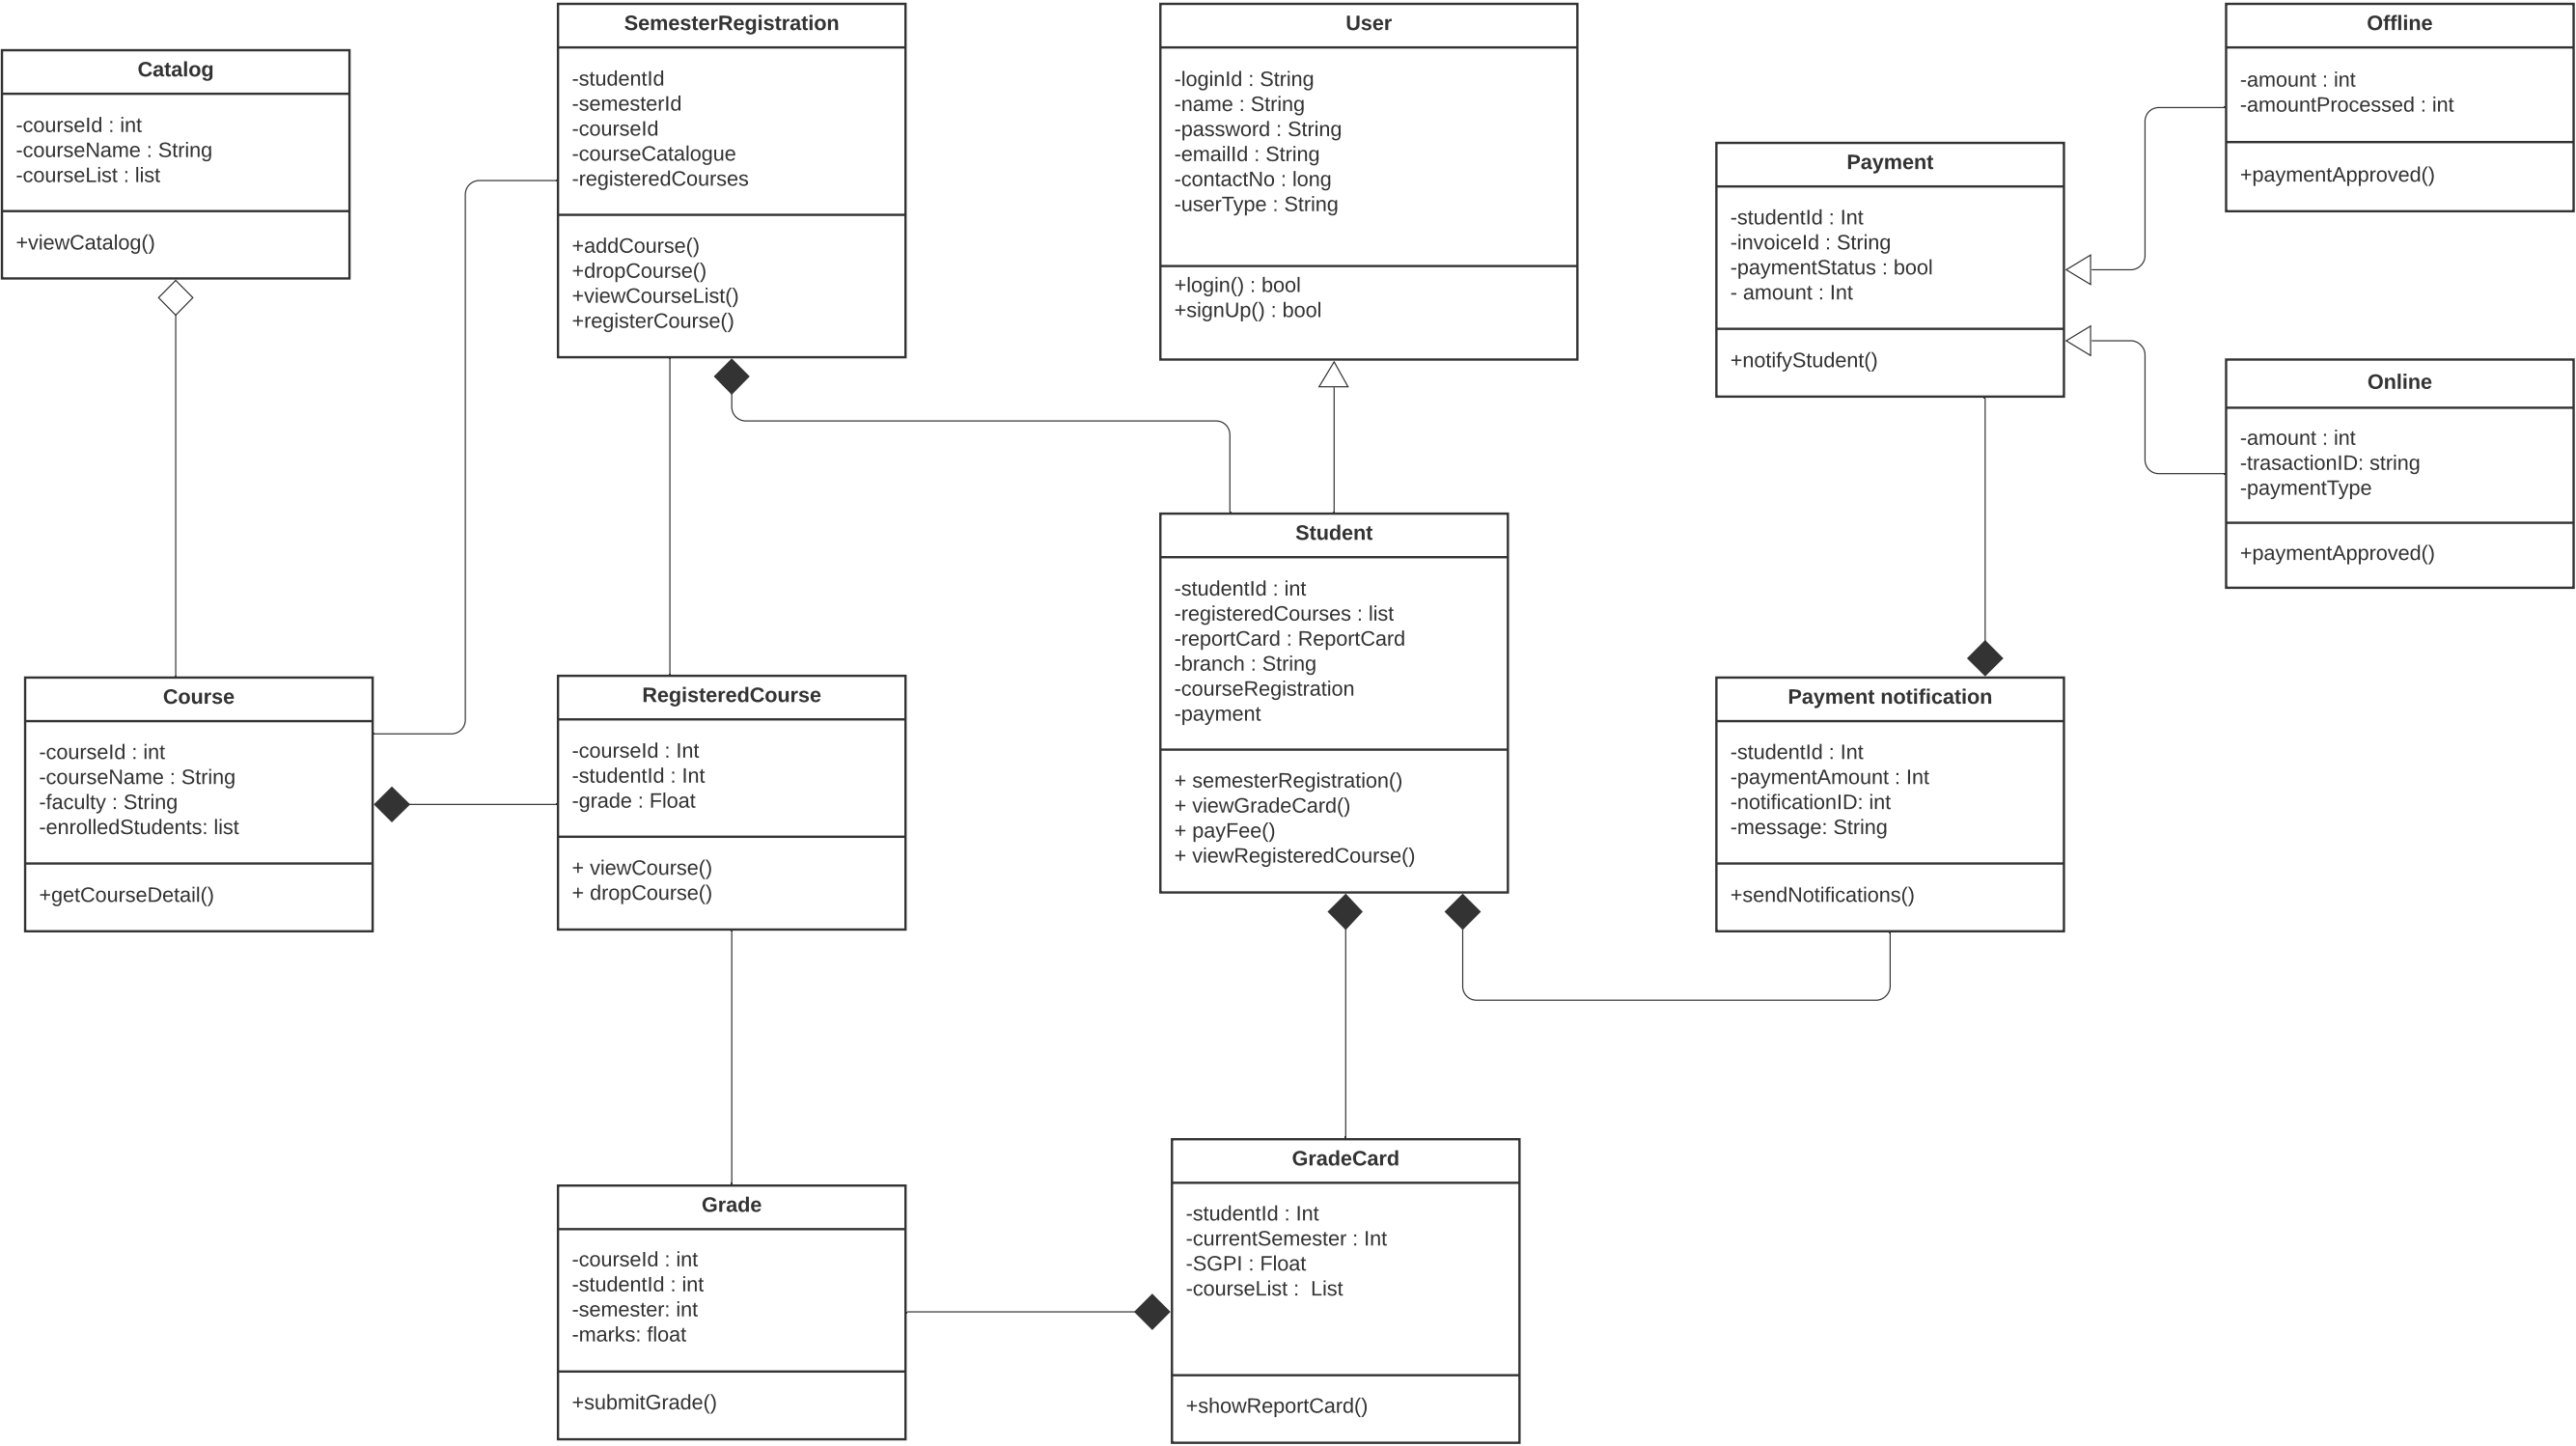 Catalog
-courseId : int
-courseName : String
-courseList : list
+viewCatalog()
SemesterRegistration
-studentId
-semesterId
-courseId
-courseCatalogue
-registeredCourses
+addCourse()
+dropCourse()
+viewCourseList()
+registerCourse()
User
-loginId : String
-name : String
-password : String
-emailId : String
-contactNo : long
-userType : String
+login() : bool
+signUp() : bool
Payment
-studentId : Int
-invoiceId : String
-paymentStatus : bool
- amount : Int
+notifyStudent()
Offline
-amount : int
-amountProcessed : int
+paymentApproved()
Online
-amount : int
-trasactionID: string
-paymentType
+paymentApproved()
Course
-courseId : int
-courseName : String
-faculty : String
-enrolledStudents: list
+getCourseDetail()
RegisteredCourse
-courseId : Int
-studentId : Int
-grade : Float
+ viewCourse()
+ dropCourse()
Student
-studentId : int
-registeredCourses : list
-reportCard : ReportCard
-branch : String
-courseRegistration
-payment
+ semesterRegistration()
+ viewGradeCard()
+ payFee()
+ viewRegisteredCourse()
Payment notification
-studentId : Int
-paymentAmount : Int
-notificationID: int
-message: String
+sendNotifications()
Grade
-courseId : int
-studentId : int
-semester: int
-marks: float
+submitGrade()
GradeCard
-studentId : Int
-currentSemester : Int
-SGPI : Float
-courseList :  List
+showReportCard()